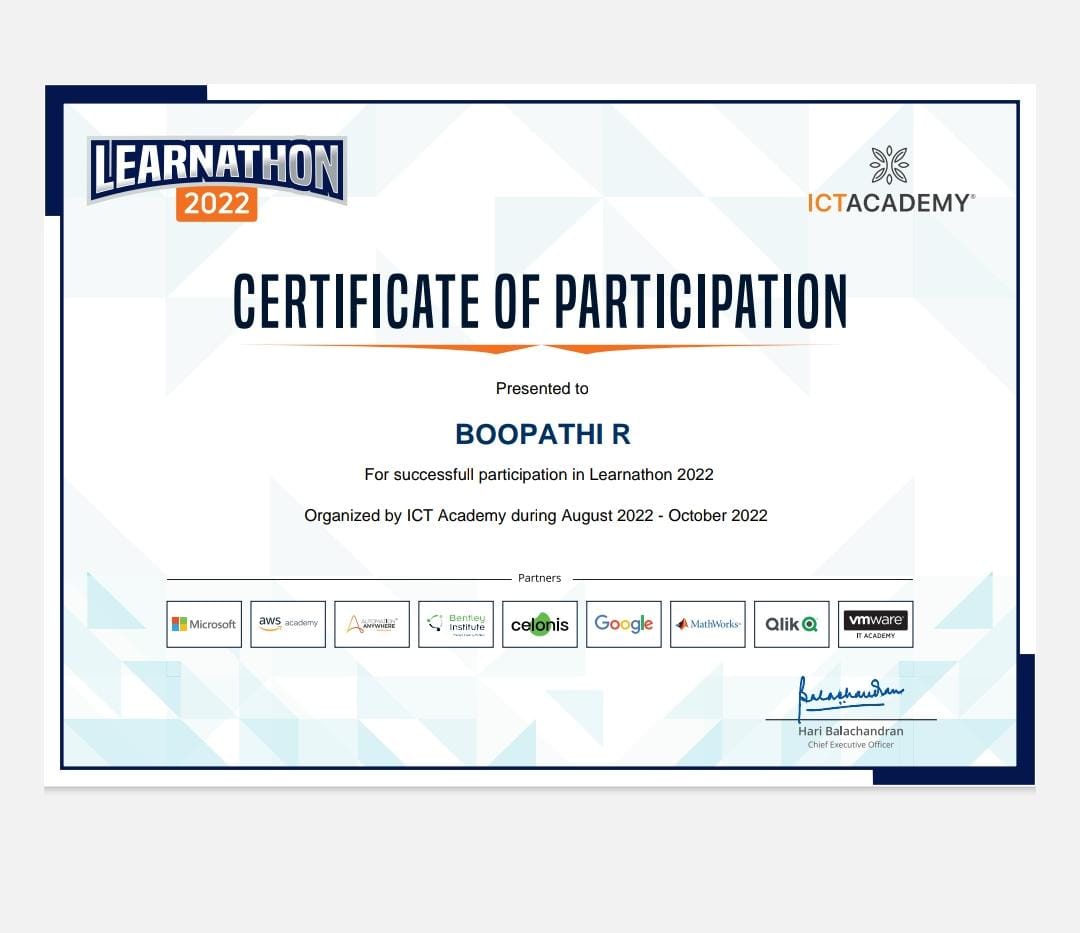 LEARNATHON
2022
ICTACADEMY®
CERTIFICATE OF PARTICIPATION
Presented to
BOOPATHI R
For successfull participation in Learnathon 2022
Organized by ICT Academy during August 2022 - October 2022
Partners
Microsoft
aws academy
AUTOMATION
ANYWHERE
Bentley
Institute
celonis
Google
MathWorks®
Qlik
vmware®
IT ACADEMY
Balachandran
Hari Balachandran
Chief Executive Officer